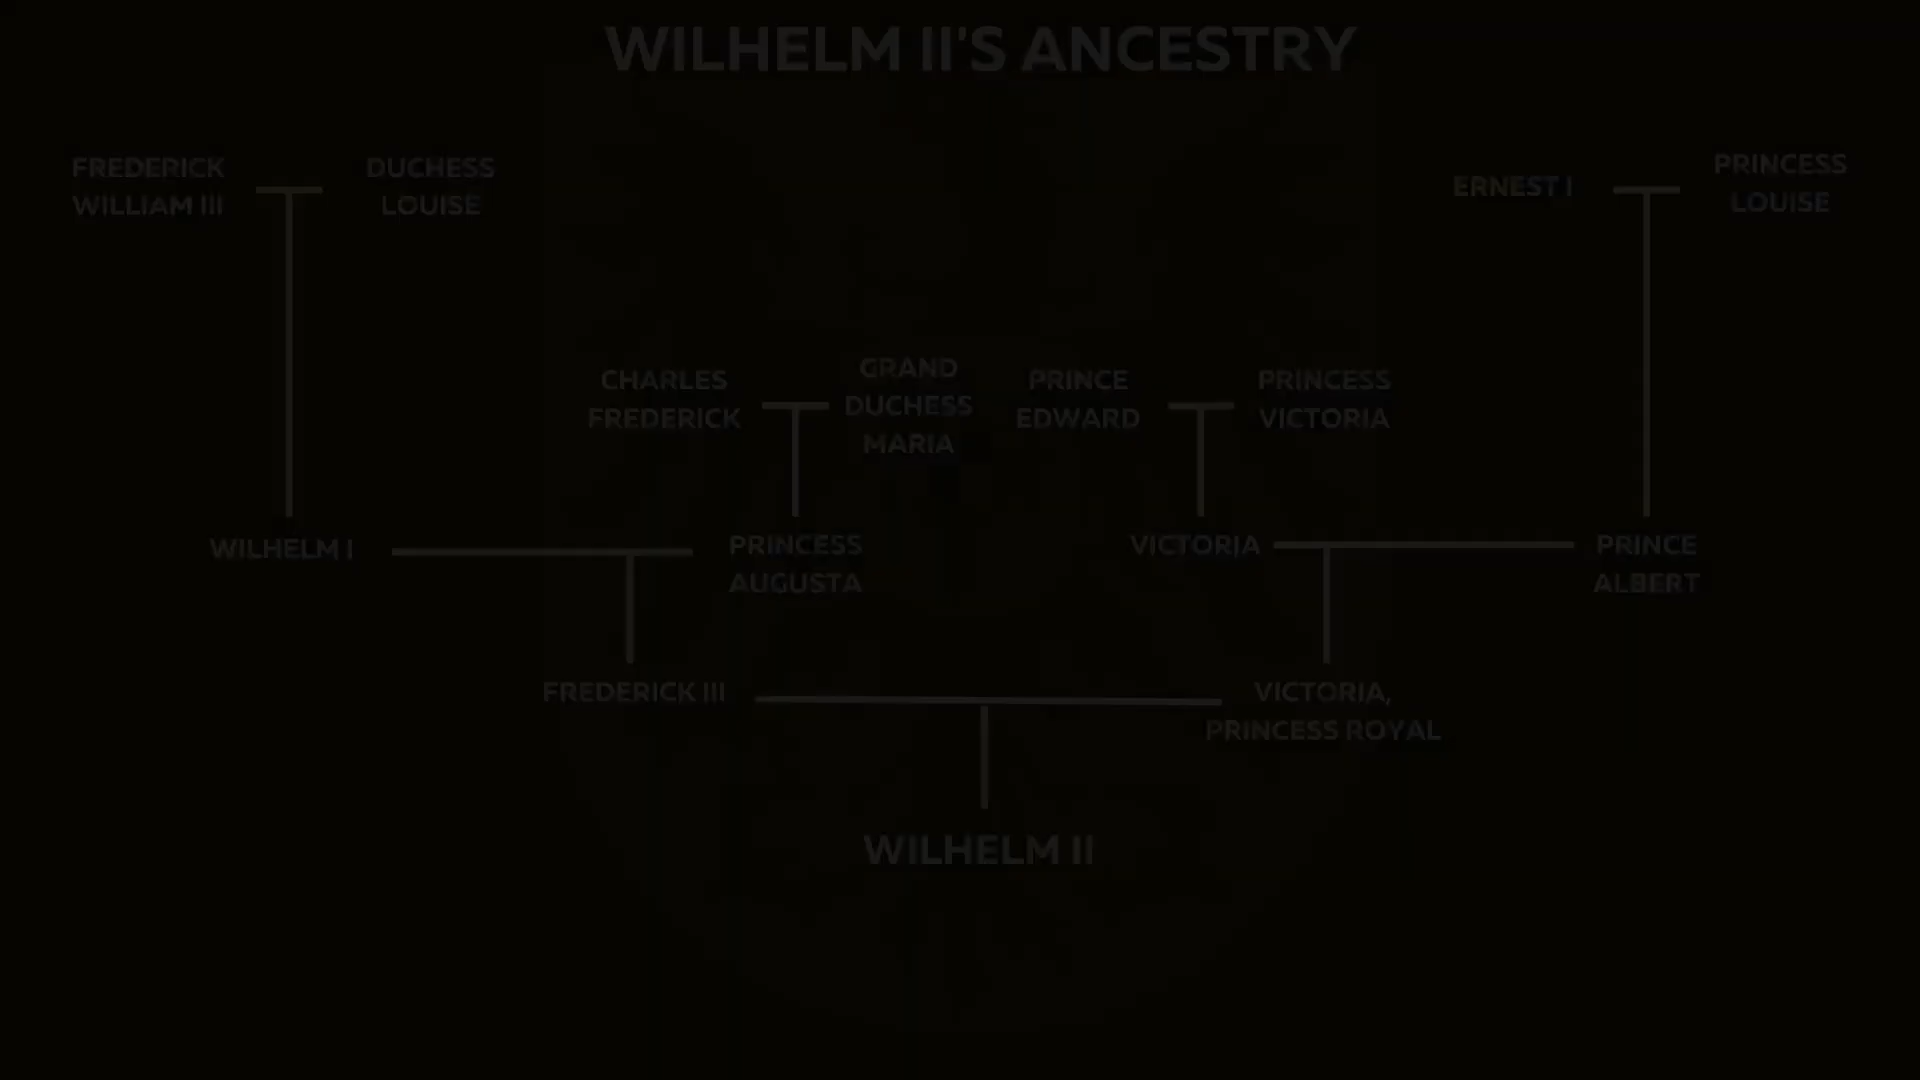 WILHELM II'S ANCESTRY
FREDERICK
WILLIAM III
DUCHESS
LOUISE
ERNEST I
PRINCESS
LOUISE
CHARLES
FREDERICK
GRAND
DUCHESS
MARIA
PRINCE
EDWARD
PRINCESS
VICTORIA
WILHELM I
PRINCESS
AUGUSTA
VICTORIA
PRINCE
ALBERT
FREDERICK III
VICTORIA,
PRINCESS ROYAL
WILHELM II